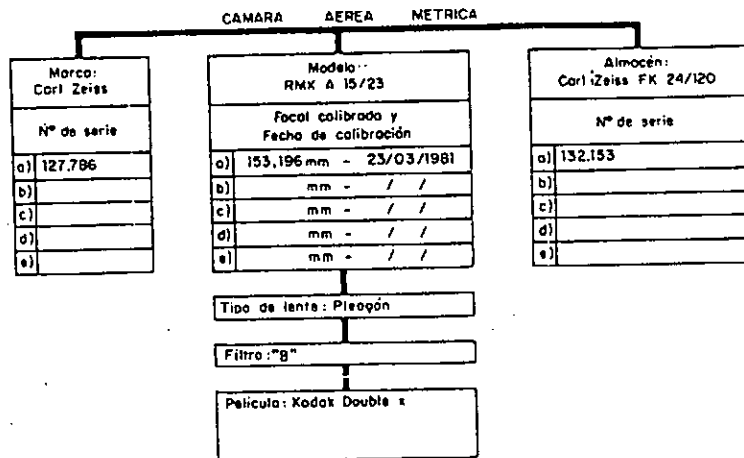 CAMARA AEREA METRICA
Marca:
Carl Zeiss
Nº de serie
a) 127.786
b)
c)
d)
e)
Modelo:
RMK A 15/23
Focal calibrada y
Fecha de calibración
a) 153,196 mm - 23/03/1981
b) mm - / /
c) mm - / /
d) mm - / /
e) mm - / /
Almacén:
Carl Zeiss FK 24/120
Nº de serie
a) 132.153
b)
c)
d)
e)
Tipo de lente: Pleogón
Filtro: "B"
Película: Kodak Double x